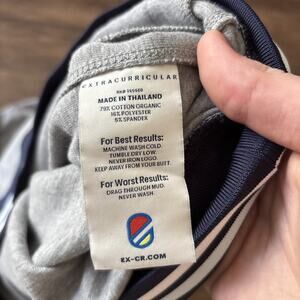 EXTRACURRICULAR
MADE IN THAILAND
79% COTTON ORGANIC
16% POLYESTER
5% SPANDEX
For Best Results:
MACHINE WASH COLD.
TUMBLE DRY LOW.
NEVER IRON LOGO.
KEEP AWAY FROM YOUR BUTT.
For Worst Results:
DRAG THROUGH MUD.
NEVER WASH.
EX-CR.COM